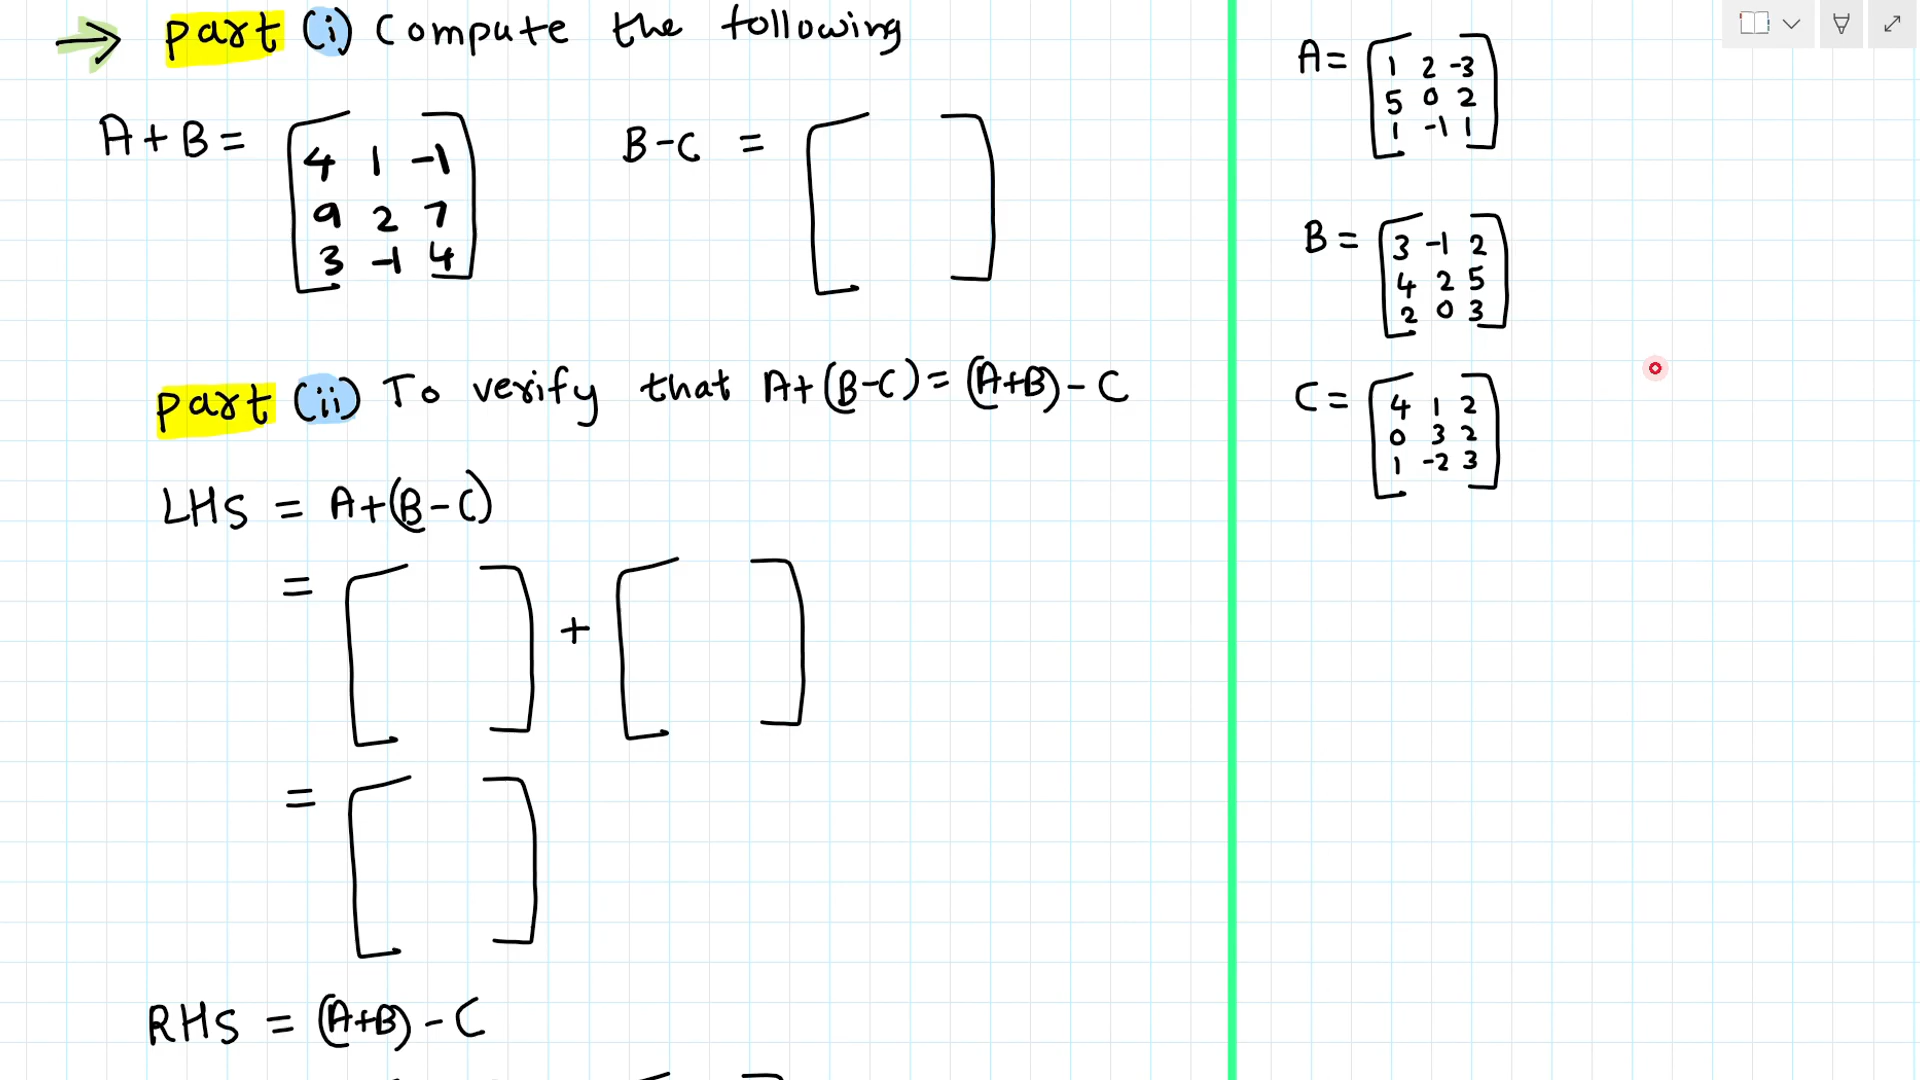 part (i) Compute the following
A + B = [4 1 -1
9 2 7
3 -1 4]
B - C = [ ]
part (ii) To verify that A+(B-C) = (A+B) - C
LHS = A+(B-C)
= [ ] + [ ]
= [ ]
RHS = (A+B) - C
A = [1 2 -3
5 0 2
1 -1 1]
B = [3 -1 2
4 2 5
2 0 3]
C = [4 1 2
0 3 2
1 -2 3]